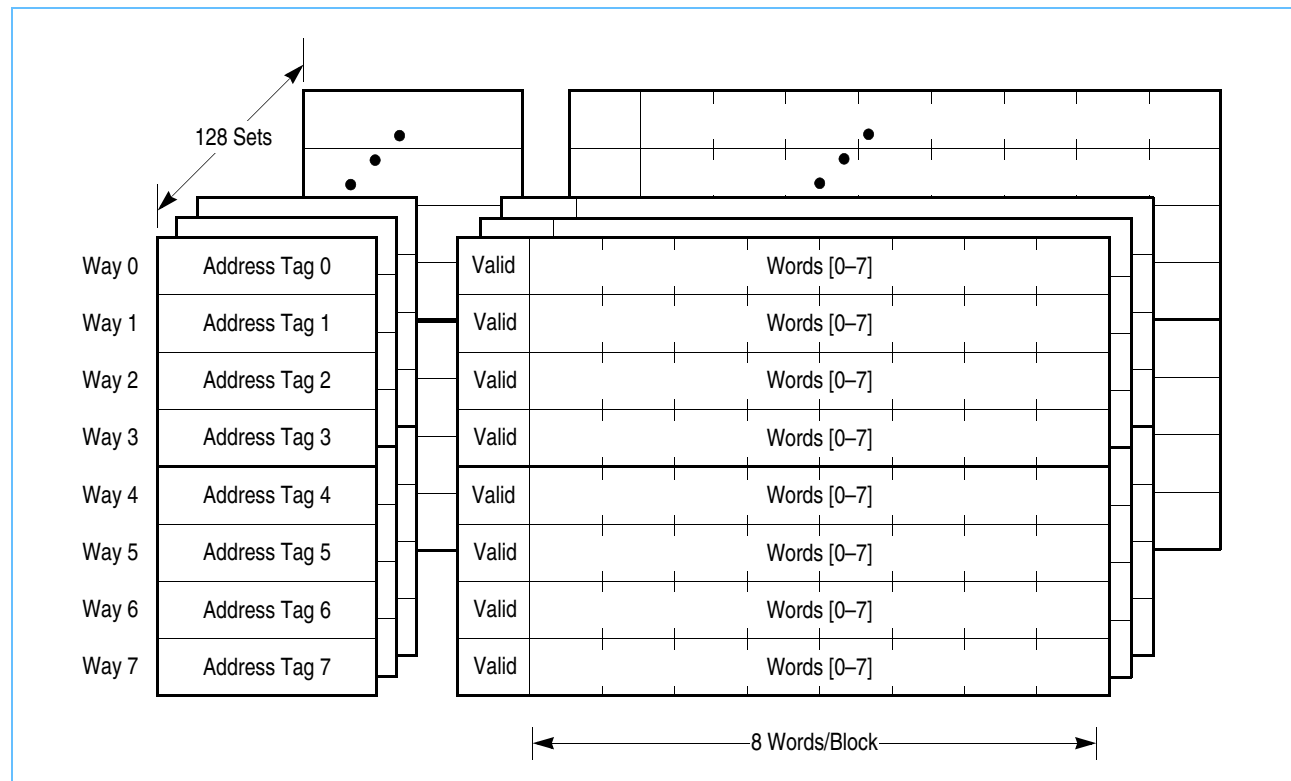 128 Sets
Way 0 Address Tag 0 Valid Words [0–7]
Way 1 Address Tag 1 Valid Words [0–7]
Way 2 Address Tag 2 Valid Words [0–7]
Way 3 Address Tag 3 Valid Words [0–7]
Way 4 Address Tag 4 Valid Words [0–7]
Way 5 Address Tag 5 Valid Words [0–7]
Way 6 Address Tag 6 Valid Words [0–7]
Way 7 Address Tag 7 Valid Words [0–7]
8 Words/Block